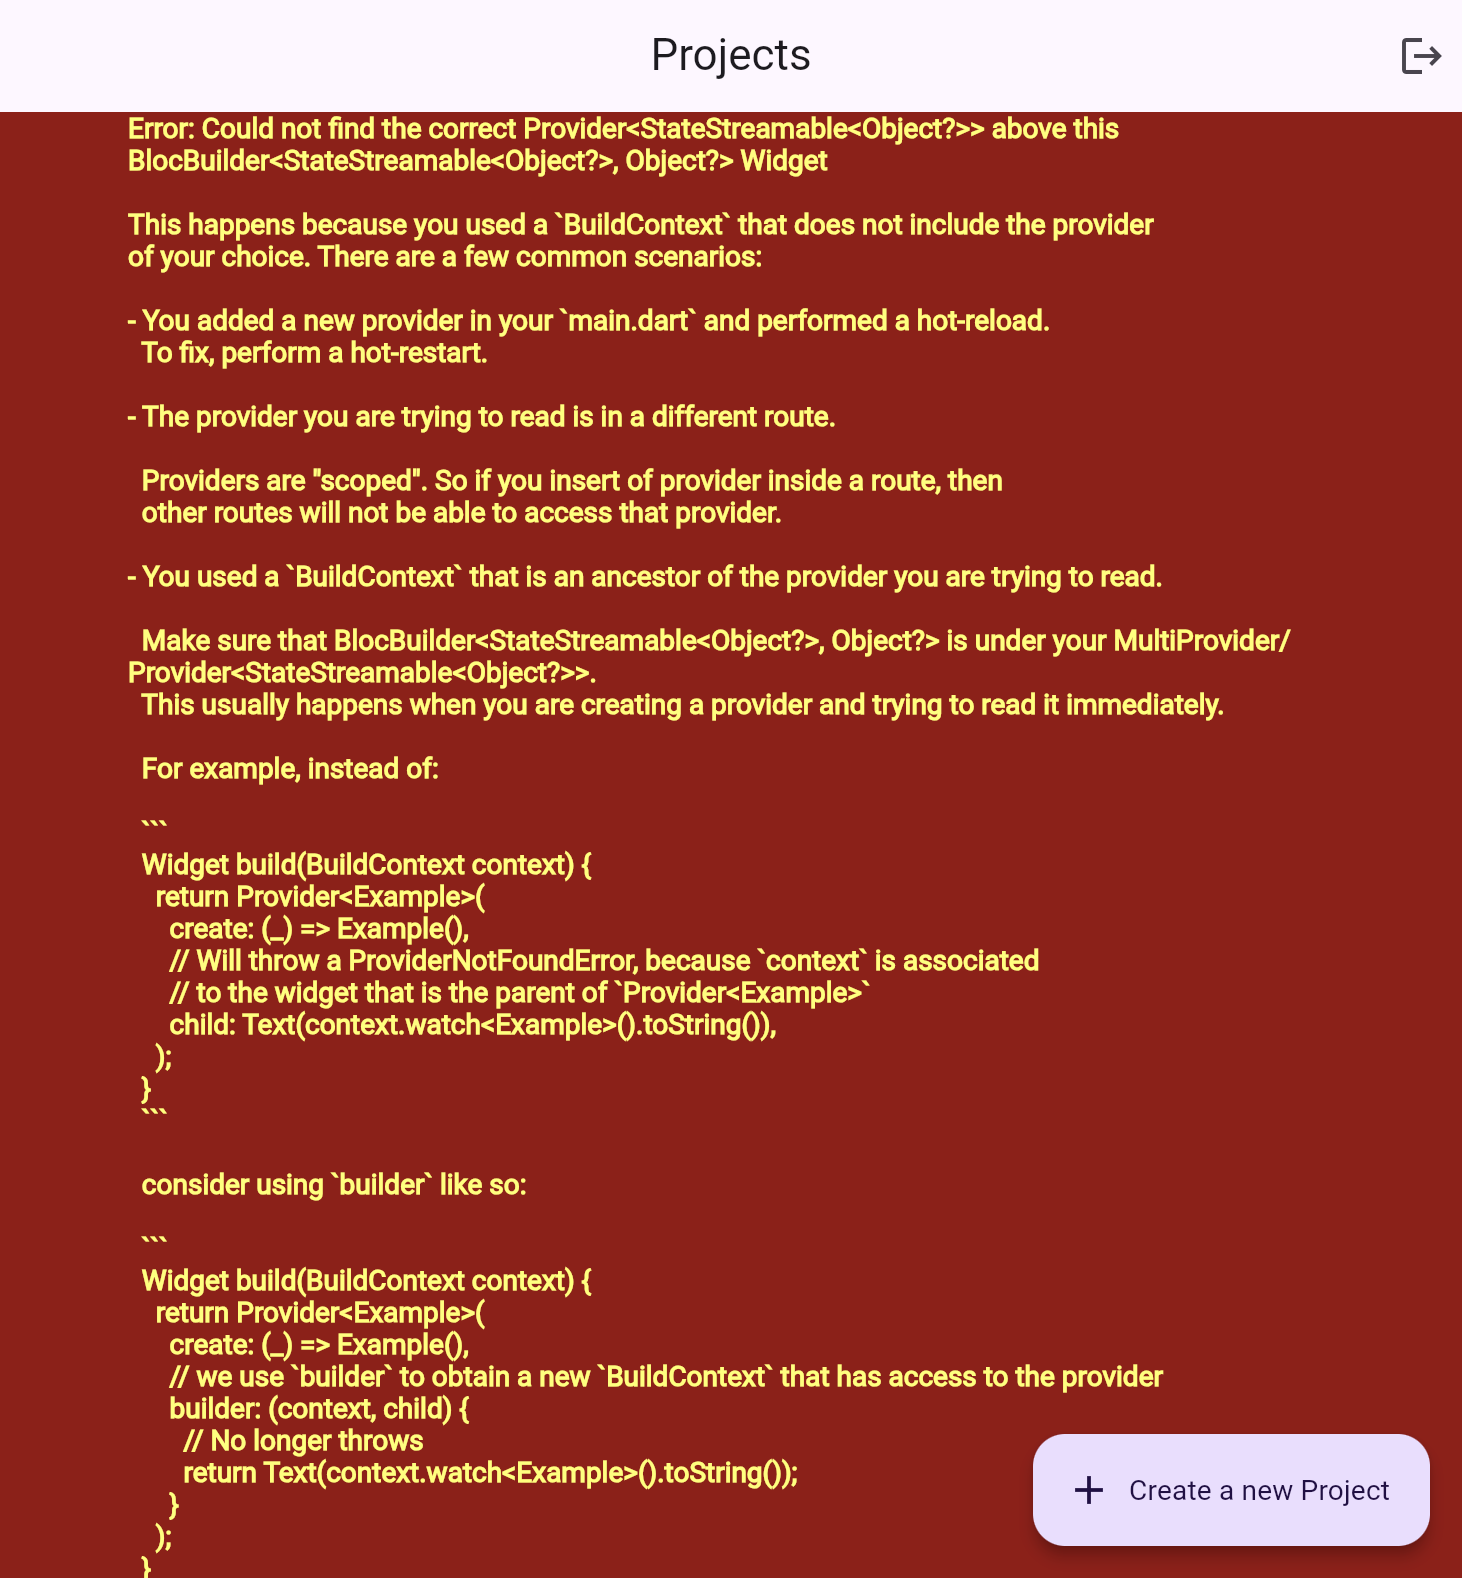 Projects
Error: Could not find the correct Provider<StateStreamable<Object?>> above this
BlocBuilder<StateStreamable<Object?>, Object?> Widget
This happens because you used a `BuildContext` that does not include the provider
of your choice. There are a few common scenarios:
- You added a new provider in your `main.dart` and performed a hot-reload.
To fix, perform a hot-restart.
- The provider you are trying to read is in a different route.
Providers are "scoped". So if you insert of provider inside a route, then
other routes will not be able to access that provider.
- You used a `BuildContext` that is an ancestor of the provider you are trying to read.
Make sure that BlocBuilder<StateStreamable<Object?>, Object?> is under your MultiProvider/
Provider<StateStreamable<Object?>>.
This usually happens when you are creating a provider and trying to read it immediately.
For example, instead of:
```
Widget build(BuildContext context) {
return Provider<Example>(
create: (_) => Example(),
// Will throw a ProviderNotFoundError, because `context` is associated
// to the widget that is the parent of `Provider<Example>`
child: Text(context.watch<Example>().toString()),
);
}
```
consider using `builder` like so:
```
Widget build(BuildContext context) {
return Provider<Example>(
create: (_) => Example(),
// we use `builder` to obtain a new `BuildContext` that has access to the provider
builder: (context, child) {
// No longer throws
return Text(context.watch<Example>().toString());
}
);
}
Create a new Project